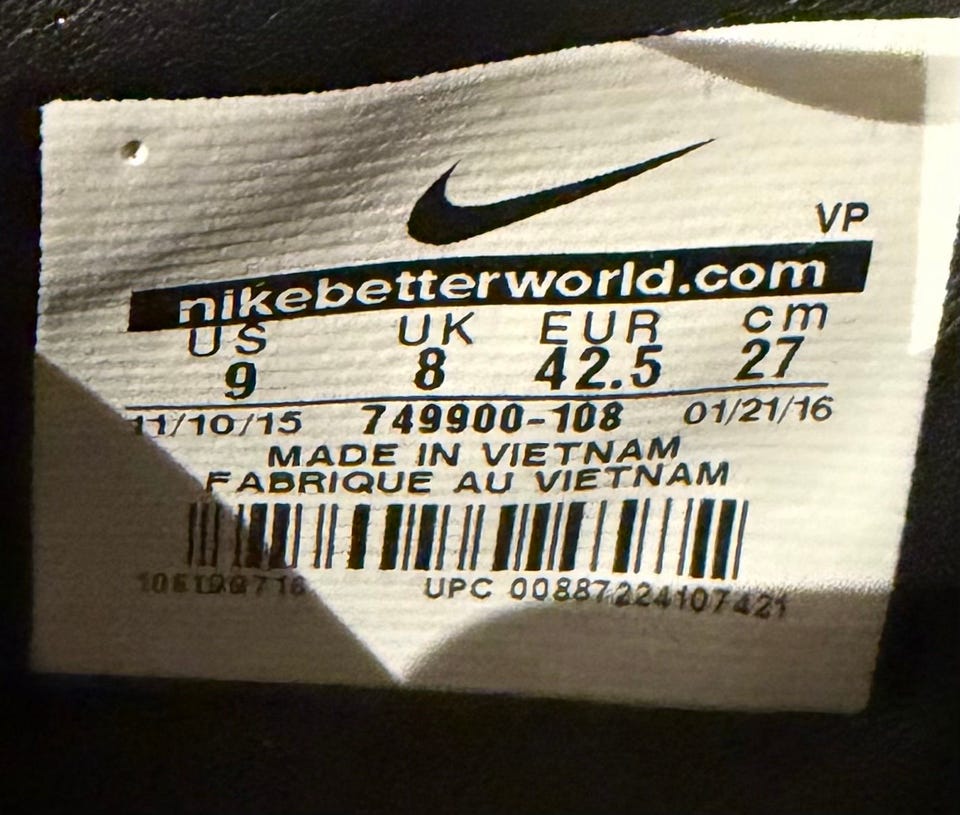 VP
nikebetterworld.com
US UK EUR cm
9 8 42.5 27
11/10/15 749900-108 01/21/16
MADE IN VIETNAM
FABRIQUE AU VIETNAM
UPC 00887224107421